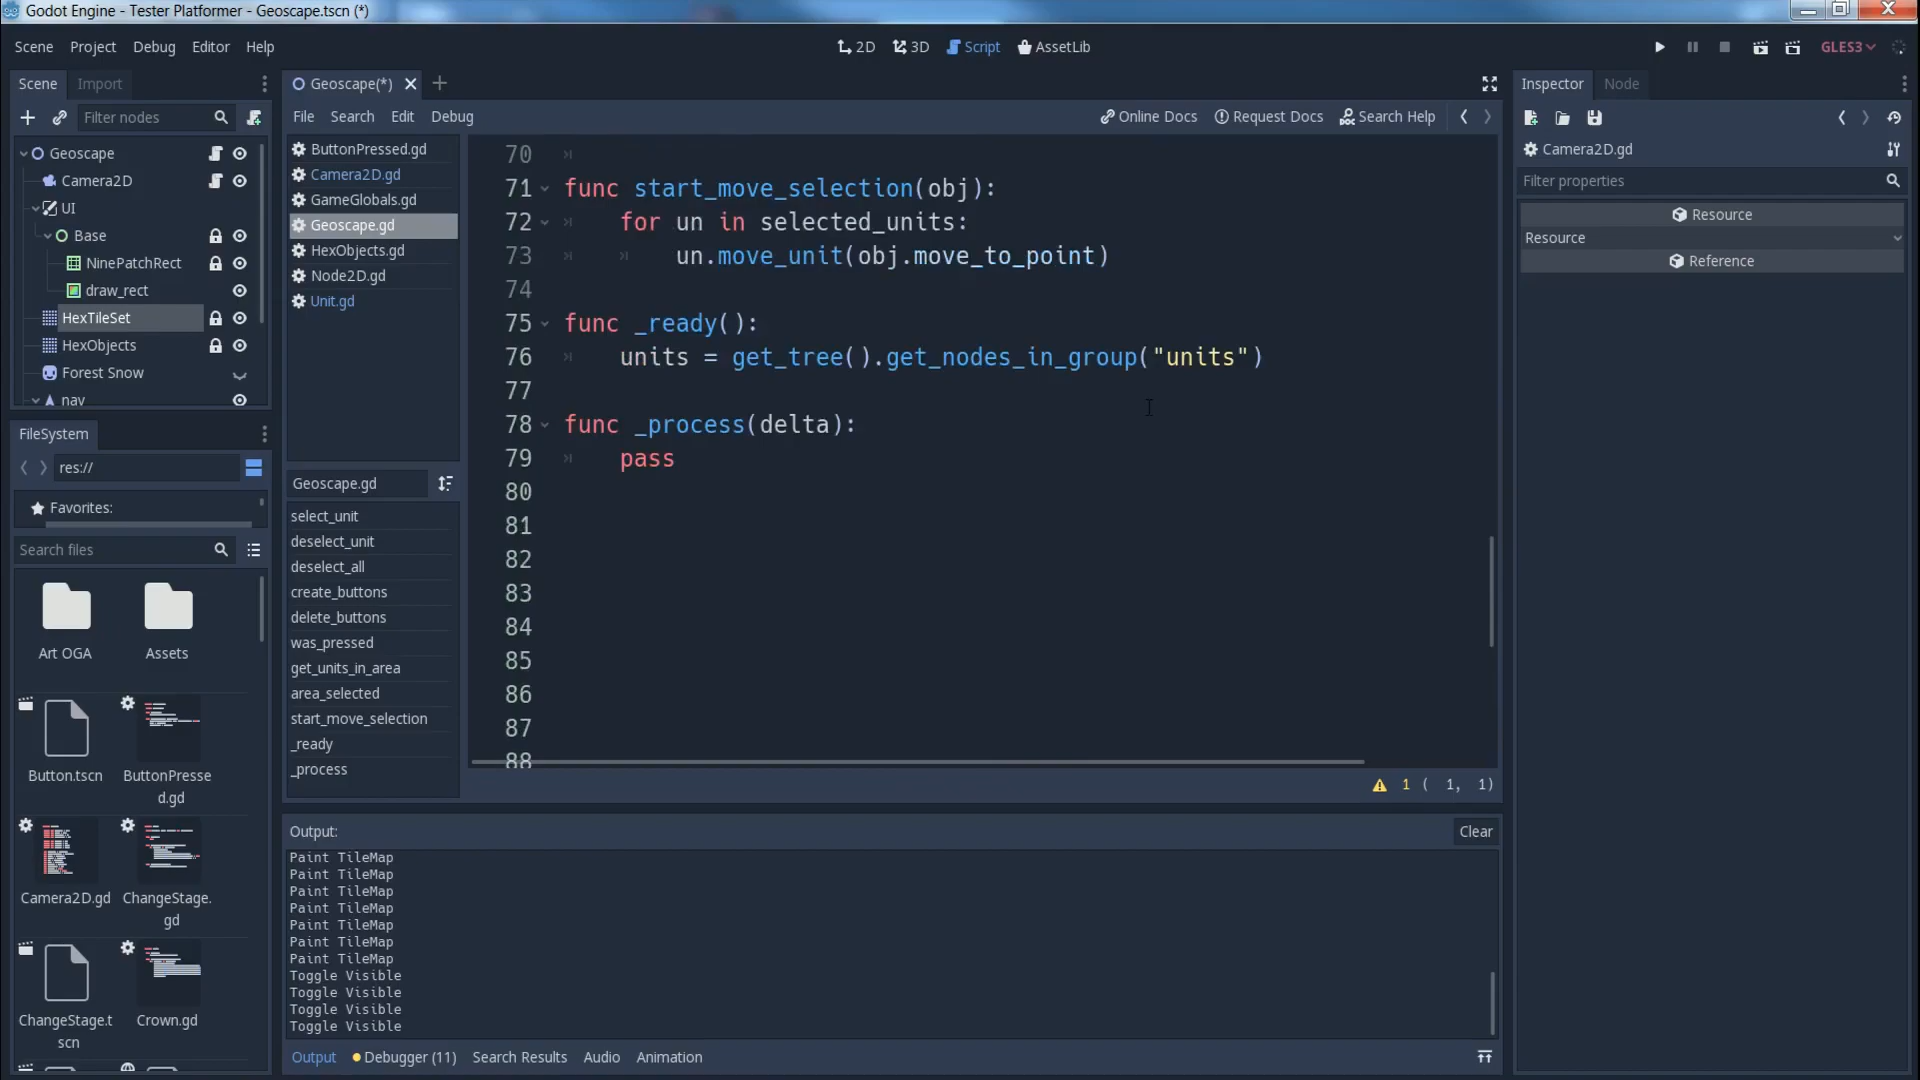 Godot Engine - Tester Platformer - Geoscape.tscn (*)
Scene Project Debug Editor Help
2D 3D Script AssetLib
GLES3
Scene Import
Filter nodes
Geoscape
Camera2D
UI
Base
NinePatchRect
draw_rect
HexTileSet
HexObjects
Forest Snow
nav
FileSystem
res://
Favorites:
Search files
Art OGA
Assets
Button.tscn
ButtonPresse
d.gd
Camera2D.gd
ChangeStage.
gd
ChangeStage.t
scn
Crown.gd
Geoscape(*)
File Search Edit Debug
Online Docs Request Docs Search Help
ButtonPressed.gd
Camera2D.gd
GameGlobals.gd
Geoscape.gd
HexObjects.gd
Node2D.gd
Unit.gd
Geoscape.gd
select_unit
deselect_unit
deselect_all
create_buttons
delete_buttons
was_pressed
get_units_in_area
area_selected
start_move_selection
_ready
_process
70
71 func start_move_selection(obj):
72 for un in selected_units:
73 un.move_unit(obj.move_to_point)
74
75 func _ready():
76 units = get_tree().get_nodes_in_group("units")
77
78 func _process(delta):
79 pass
80
81
82
83
84
85
86
87
88
1 ( 1, 1)
Output:
Clear
Paint TileMap
Paint TileMap
Paint TileMap
Paint TileMap
Paint TileMap
Paint TileMap
Paint TileMap
Toggle Visible
Toggle Visible
Toggle Visible
Toggle Visible
Output Debugger (11) Search Results Audio Animation
Inspector Node
Camera2D.gd
Filter properties
Resource
Resource
Reference